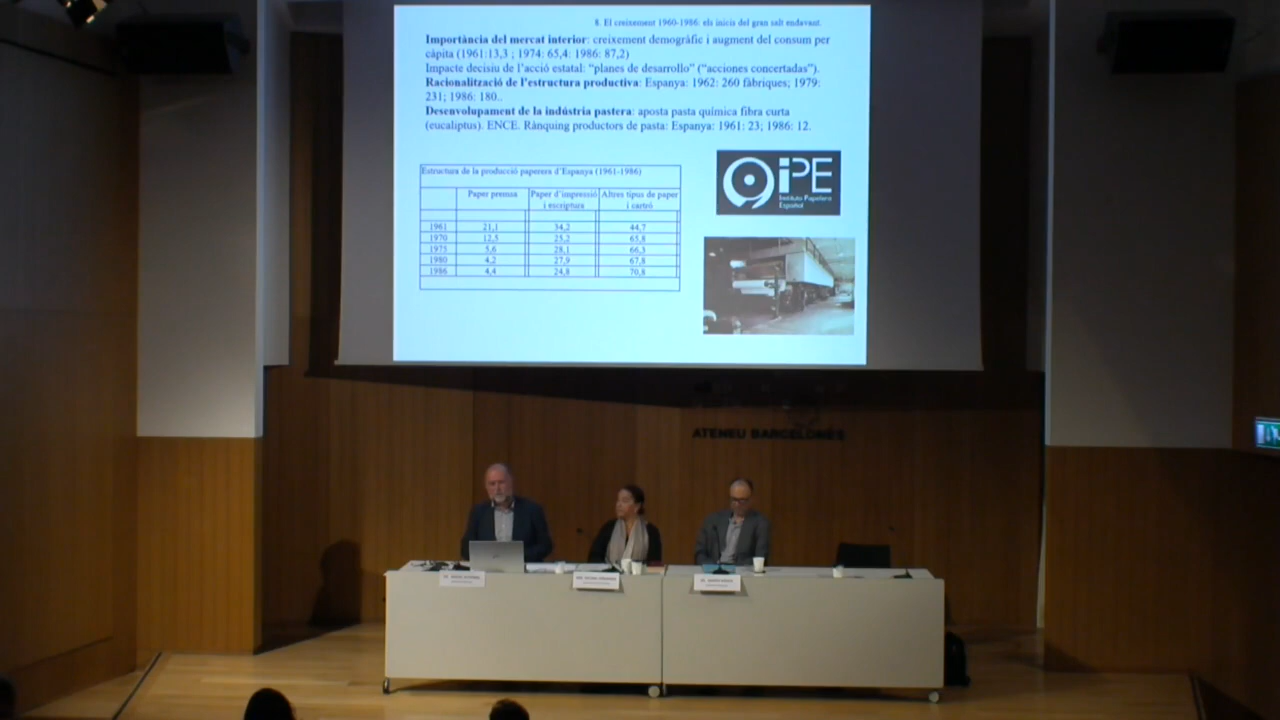 8. El creixement 1960-1986: els inicis del gran salt endavant.
Importància del mercat interior: creixement demogràfic i augment del consum per
càpita (1961:13,3 ; 1974: 65,4: 1986: 87,2)
Impacte decisiu de l'acció estatal: "planes de desarrollo" ("acciones concertadas").
Racionalització de l'estructura productiva: Espanya: 1962: 260 fàbriques; 1979:
231; 1986: 180..
Desenvolupament de la indústria pastera: aposta pasta química fibra curta
(eucaliptus). ENCE. Rànquing productors de pasta: Espanya: 1961: 23; 1986: 12.
Estructura de la producció paperera d'Espanya (1961-1986)
Paper premsa Paper d'impressió i escriptura Altres tipus de paper i cartró
1961 21,1 34,2 44,7
1970 12,5 25,2 65,8
1975 5,6 28,1 66,3
1980 4,2 27,9 67,8
1986 4,4 24,8 70,8
iPE
Instituto Papelero
Español
ATENEU BARCELONÈS